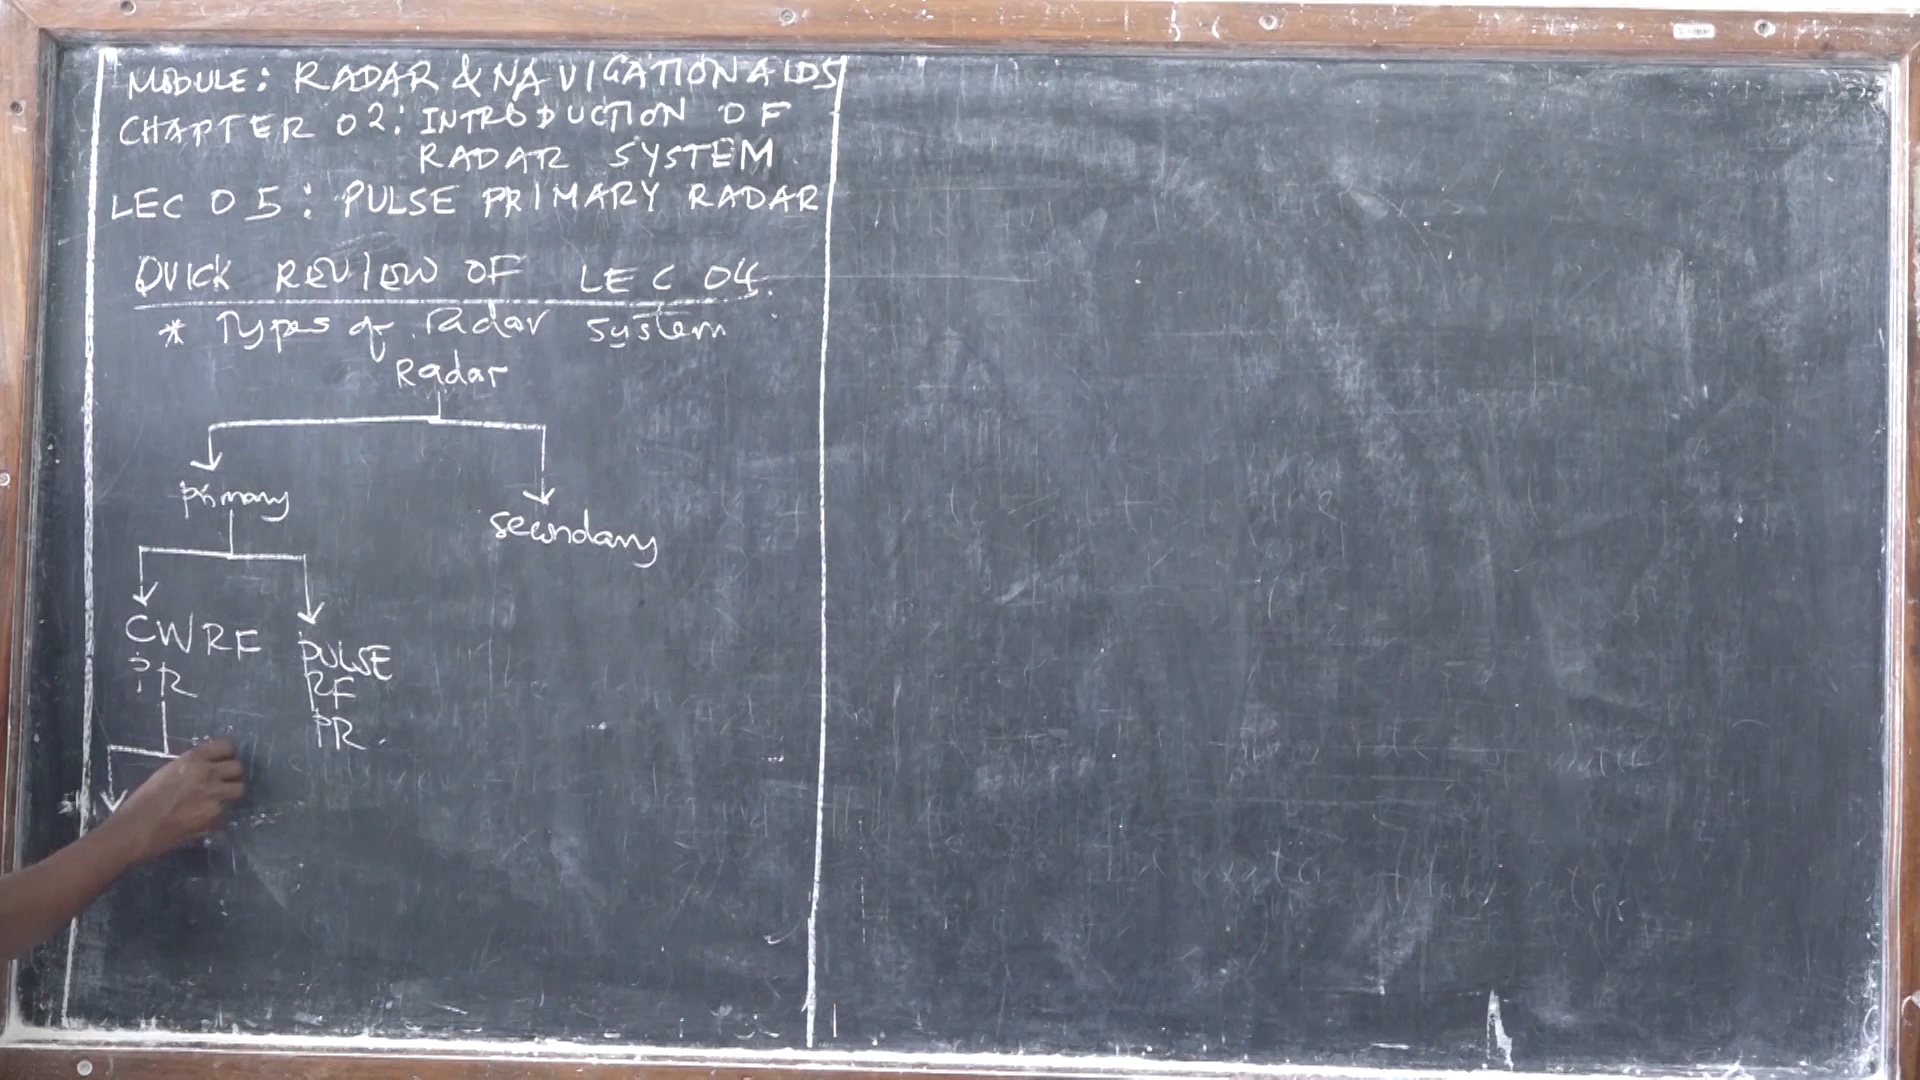 MODULE: RADAR & NAVIGATION AIDS
CHAPTER 02: INTRODUCTION OF
RADAR SYSTEM
LEC 05: PULSE PRIMARY RADAR
QUICK REVIEW OF LEC 04.
* Types of radar system
Radar
primary
secondary
CW RF
PR
PULSE
RF
PR.